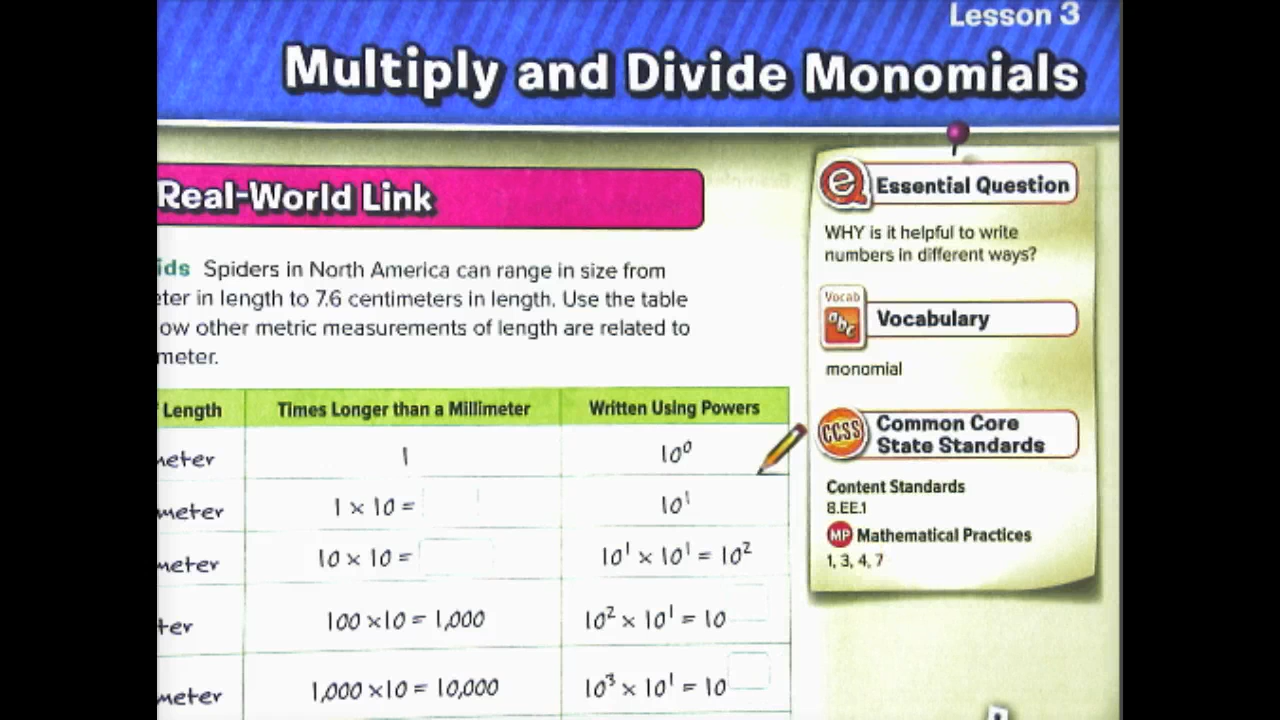 Lesson 3
Multiply and Divide Monomials
Real-World Link
ids Spiders in North America can range in size from
eter in length to 7.6 centimeters in length. Use the table
ow other metric measurements of length are related to
meter.
Length Times Longer than a Millimeter Written Using Powers
meter 1 10⁰
meter 1 × 10 = 10¹
meter 10 × 10 = 10¹ × 10¹ = 10²
ter 100 × 10 = 1,000 10² × 10¹ = 10
meter 1,000 × 10 = 10,000 10³ × 10¹ = 10
e Essential Question
WHY is it helpful to write
numbers in different ways?
Vocab
abc Vocabulary
monomial
CCSS Common Core
State Standards
Content Standards
8.EE.1
MP Mathematical Practices
1, 3, 4, 7